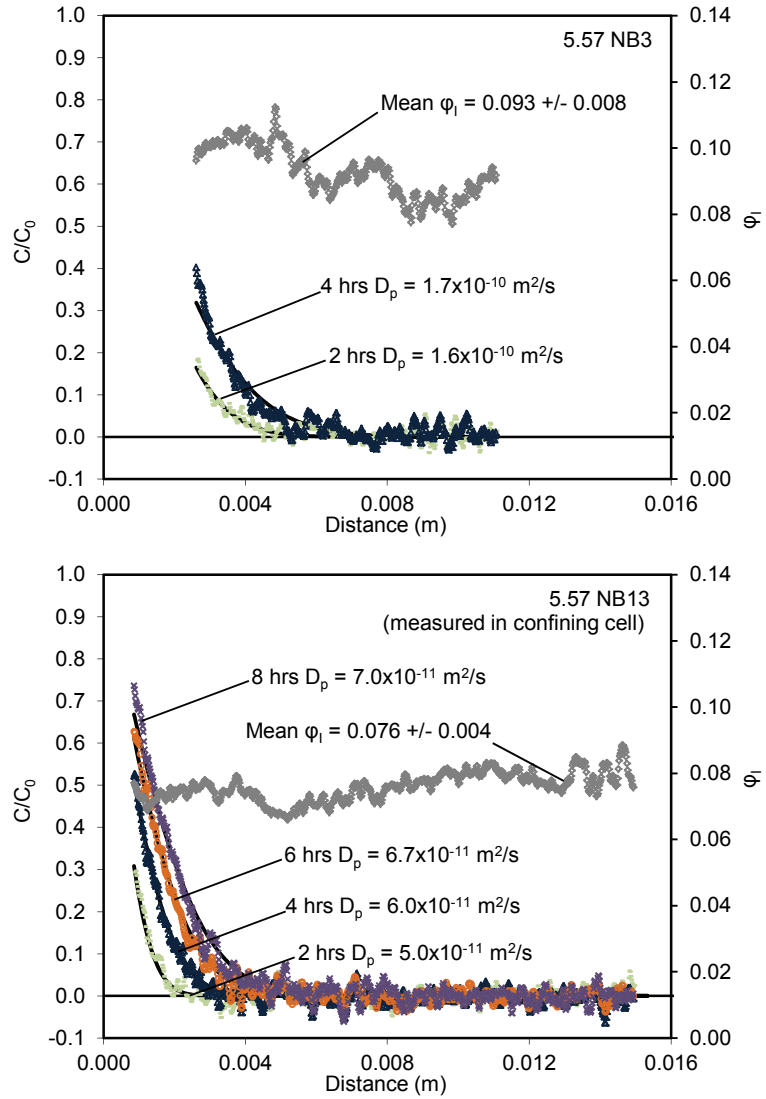 5.57 NB3
1.0
0.9
0.8
0.7
0.6
0.5
0.4
0.3
0.2
0.1
0.0
-0.1
C/C₀
0.14
0.12
0.10
0.08
0.06
0.04
0.02
0.00
φₗ
Mean φₗ = 0.093 +/- 0.008
4 hrs Dₚ = 1.7x10⁻¹⁰ m²/s
2 hrs Dₚ = 1.6x10⁻¹⁰ m²/s
0.000 0.004 0.008 0.012 0.016
Distance (m)
5.57 NB13
(measured in confining cell)
1.0
0.9
0.8
0.7
0.6
0.5
0.4
0.3
0.2
0.1
0.0
-0.1
C/C₀
0.14
0.12
0.10
0.08
0.06
0.04
0.02
0.00
φₗ
8 hrs Dₚ = 7.0x10⁻¹¹ m²/s
Mean φₗ = 0.076 +/- 0.004
6 hrs Dₚ = 6.7x10⁻¹¹ m²/s
4 hrs Dₚ = 6.0x10⁻¹¹ m²/s
2 hrs Dₚ = 5.0x10⁻¹¹ m²/s
0.000 0.004 0.008 0.012 0.016
Distance (m)